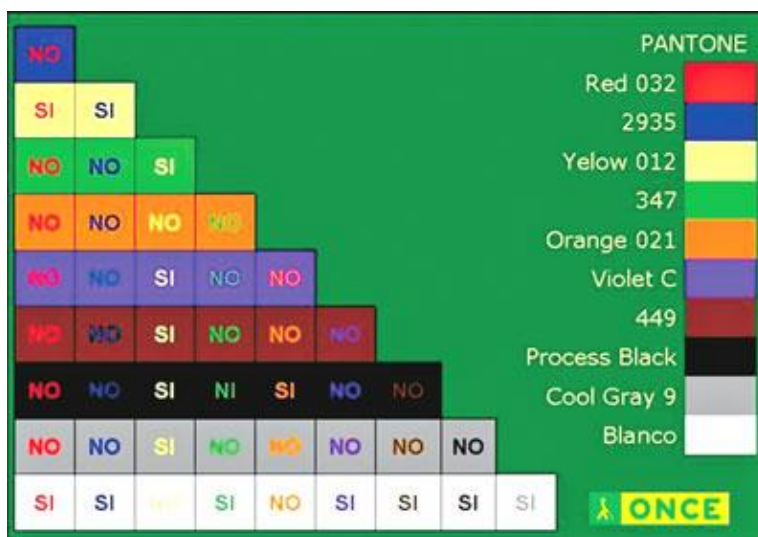 NO
PANTONE
Red 032
2935
Yelow 012
347
Orange 021
Violet C
449
Process Black
Cool Gray 9
Blanco
SI SI
NO NO SI
NO NO NO NO
NO NO SI NO NO
NO NO SI NO NO NO
NO NO SI NI SI NO NO
NO NO SI NO NO NO NO NO
SI SI NO SI NO SI SI SI SI
ONCE